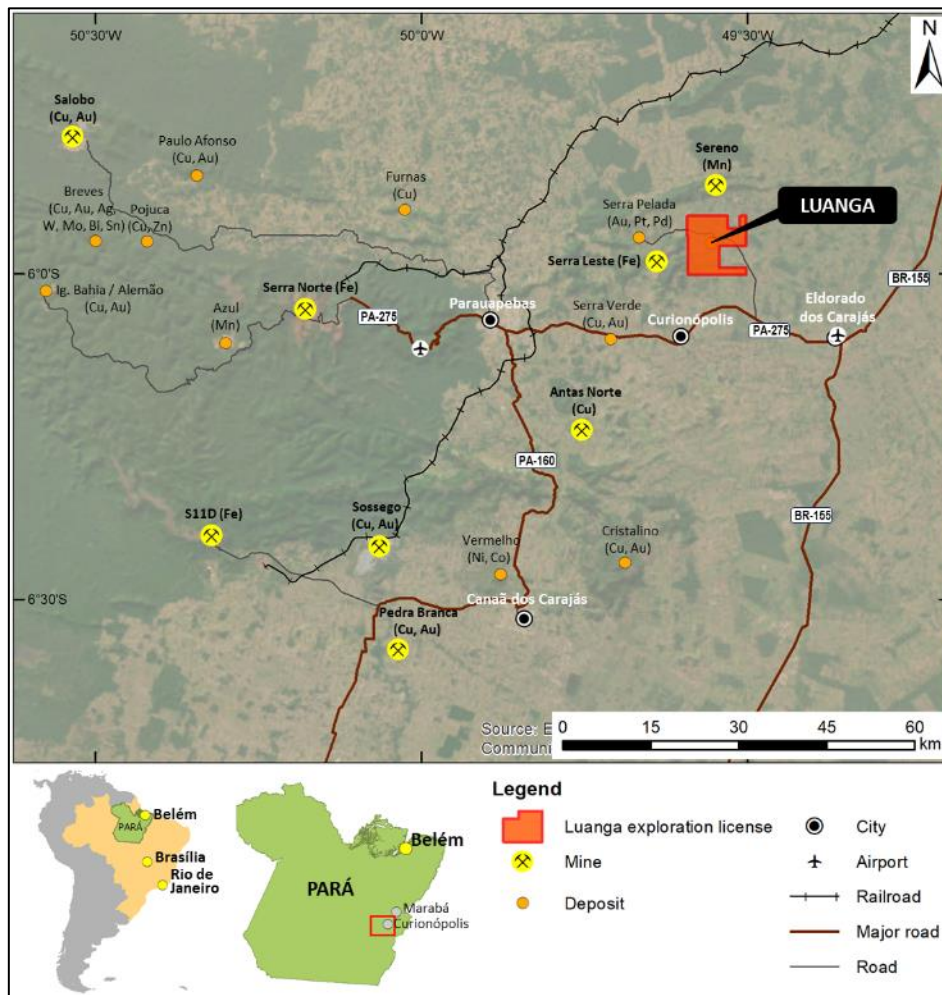 50°30'W
50°0'W
49°30'W
N
Salobo
(Cu, Au)
Paulo Afonso
(Cu, Au)
Breves
(Cu, Au, Ag,
W, Mo, Bi, Sn)
Pojuca
(Cu, Zn)
Furnas
(Cu)
Sereno
(Mn)
Serra Pelada
(Au, Pt, Pd)
LUANGA
Serra Leste (Fe)
6°0'S
6°0'S
BR-155
Ig. Bahia / Alemão
(Cu, Au)
Serra Norte (Fe)
Azul
(Mn)
PA-275
Parauapebas
Serra Verde
(Cu, Au)
Curionópolis
PA-275
Eldorado
dos Carajás
Antas Norte
(Cu)
PA-160
BR-155
S11D (Fe)
Sossego
(Cu, Au)
Vermelho
(Ni, Co)
Cristalino
(Cu, Au)
6°30'S
6°30'S
Canaã dos Carajás
Pedra Branca
(Cu, Au)
Source: E
Communi
0 15 30 45 60
km
PARÁ
Belém
Brasília
Rio de
Janeiro
PARÁ
Belém
Marabá
Curionópolis
Legend
Luanga exploration license
Mine
Deposit
City
Airport
Railroad
Major road
Road